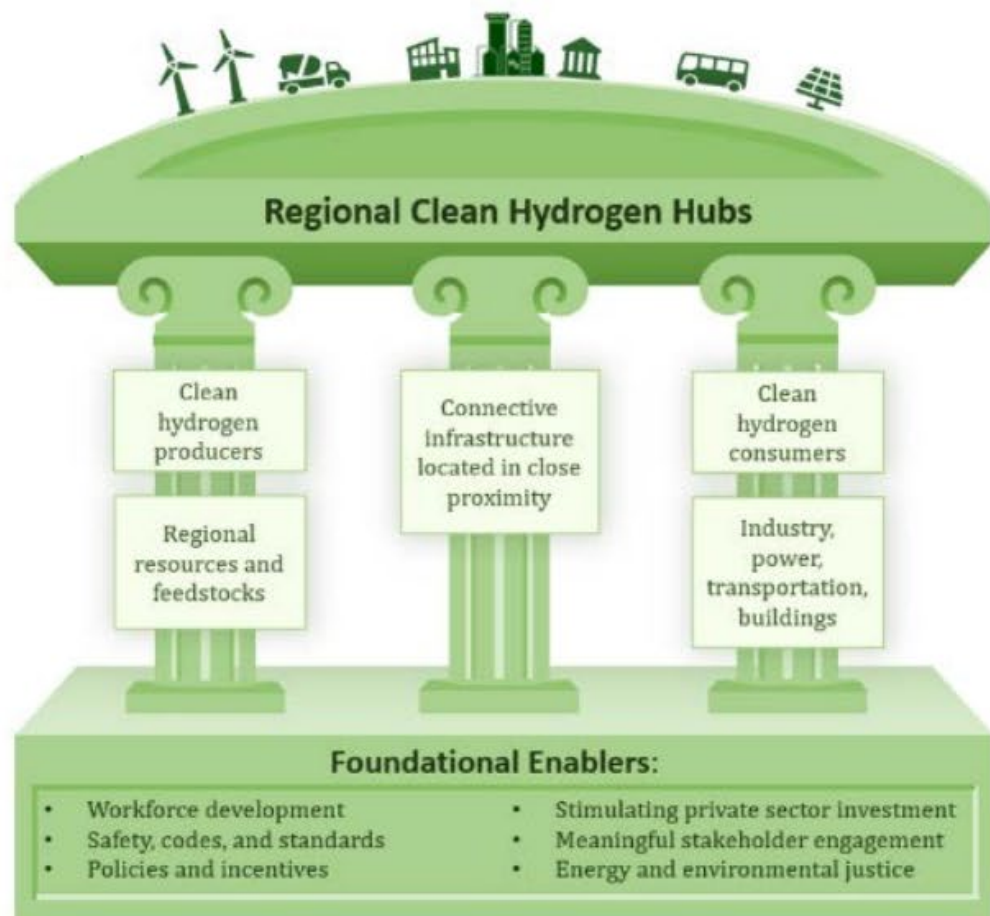 Regional Clean Hydrogen Hubs
Clean
hydrogen
producers
Regional
resources and
feedstocks
Connective
infrastructure
located in close
proximity
Clean
hydrogen
consumers
Industry,
power,
transportation,
buildings
Foundational Enablers:
• Workforce development
• Safety, codes, and standards
• Policies and incentives
• Stimulating private sector investment
• Meaningful stakeholder engagement
• Energy and environmental justice